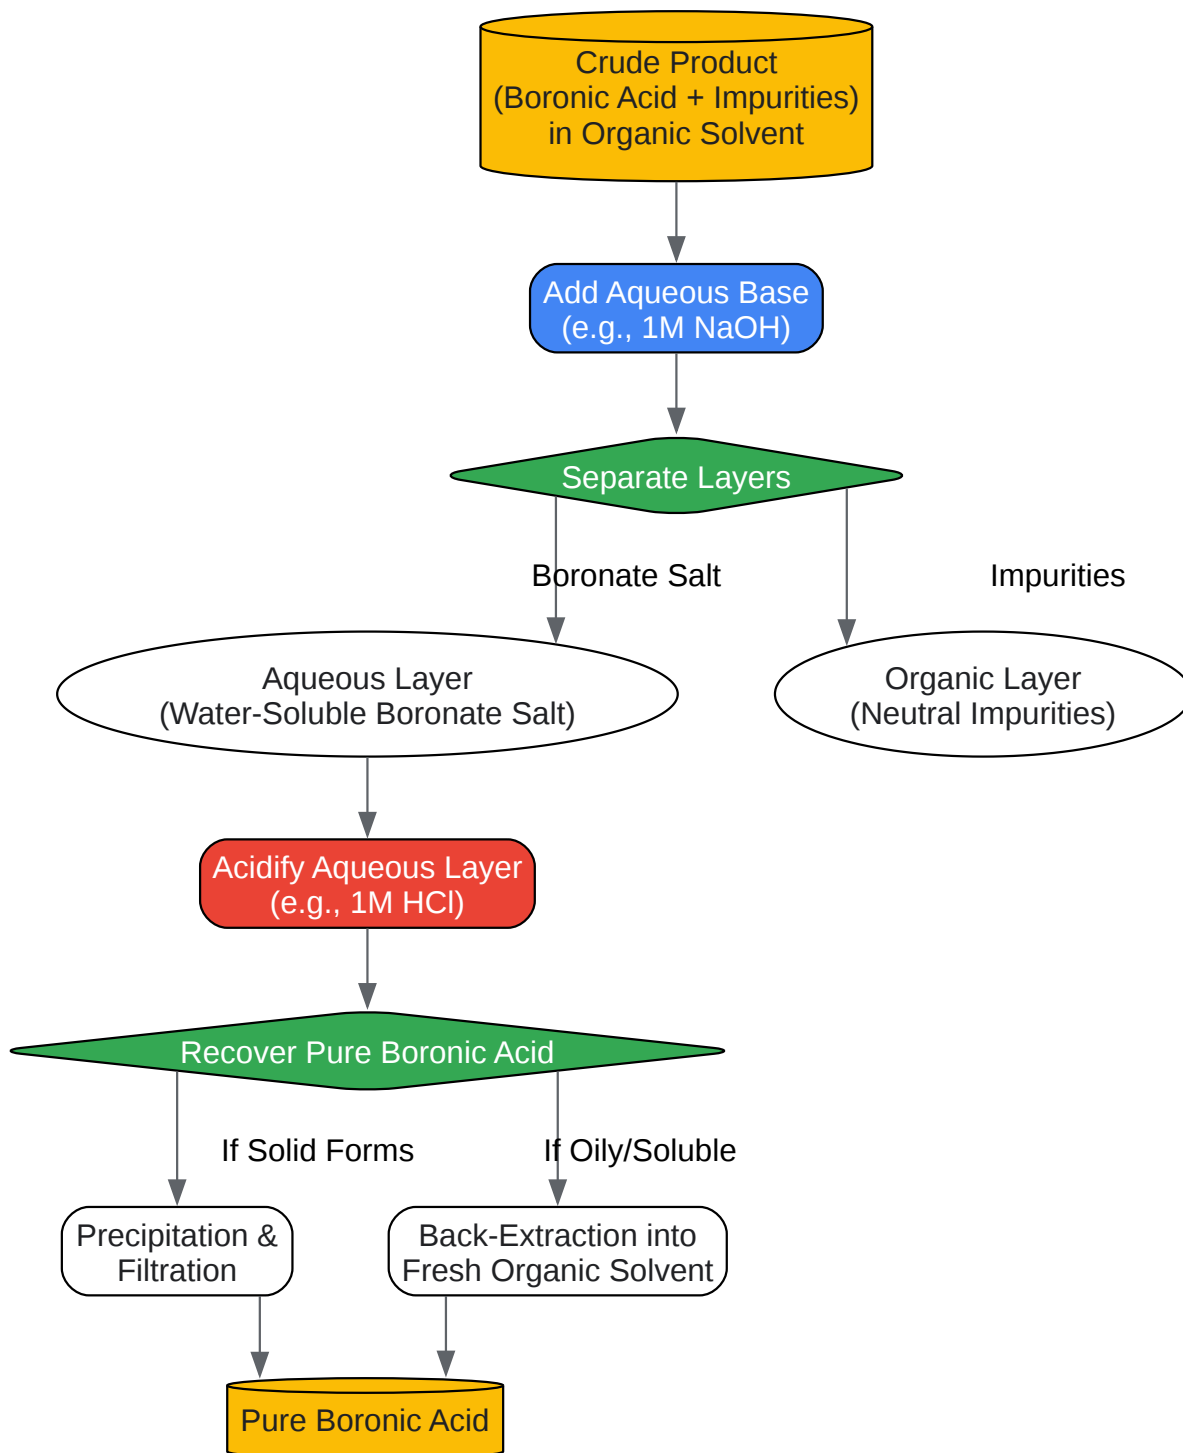 Crude Product
(Boronic Acid + Impurities)
in Organic Solvent
Add Aqueous Base
(e.g., 1M NaOH)
Separate Layers
Boronate Salt
Impurities
Aqueous Layer
(Water-Soluble Boronate Salt)
Organic Layer
(Neutral Impurities)
Acidify Aqueous Layer
(e.g., 1M HCl)
Recover Pure Boronic Acid
If Solid Forms
If Oily/Soluble
Precipitation &
Filtration
Back-Extraction into
Fresh Organic Solvent
Pure Boronic Acid